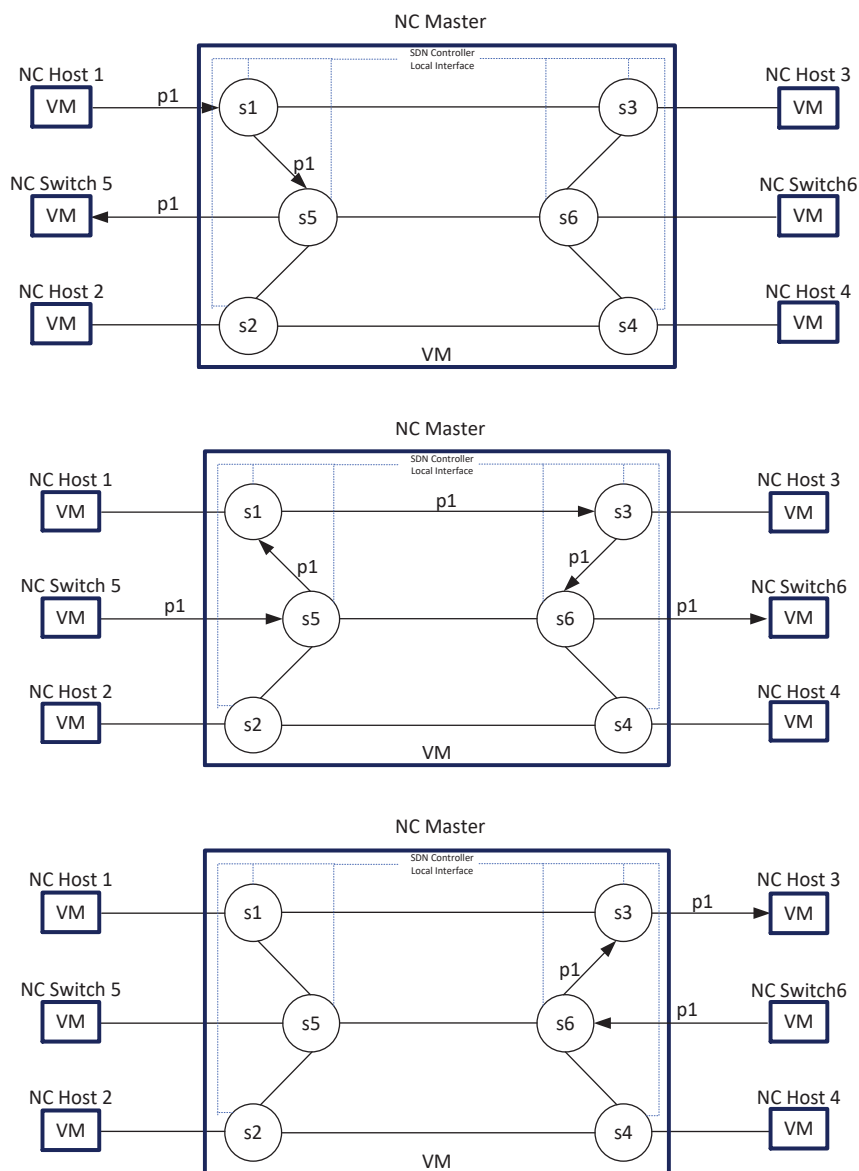 NC Master
SDN Controller
Local Interface
NC Host 1
NC Host 3
VM
p1
s1
s3
VM
p1
NC Switch 5
NC Switch6
VM
p1
s5
s6
VM
NC Host 2
NC Host 4
VM
s2
s4
VM
VM
NC Master
SDN Controller
Local Interface
NC Host 1
NC Host 3
VM
s1
p1
s3
VM
p1
p1
NC Switch 5
NC Switch6
VM
p1
s5
s6
p1
VM
NC Host 2
NC Host 4
VM
s2
s4
VM
VM
NC Master
SDN Controller
Local Interface
NC Host 1
NC Host 3
VM
s1
s3
p1
VM
p1
NC Switch 5
NC Switch6
VM
s5
s6
p1
VM
NC Host 2
NC Host 4
VM
s2
s4
VM
VM